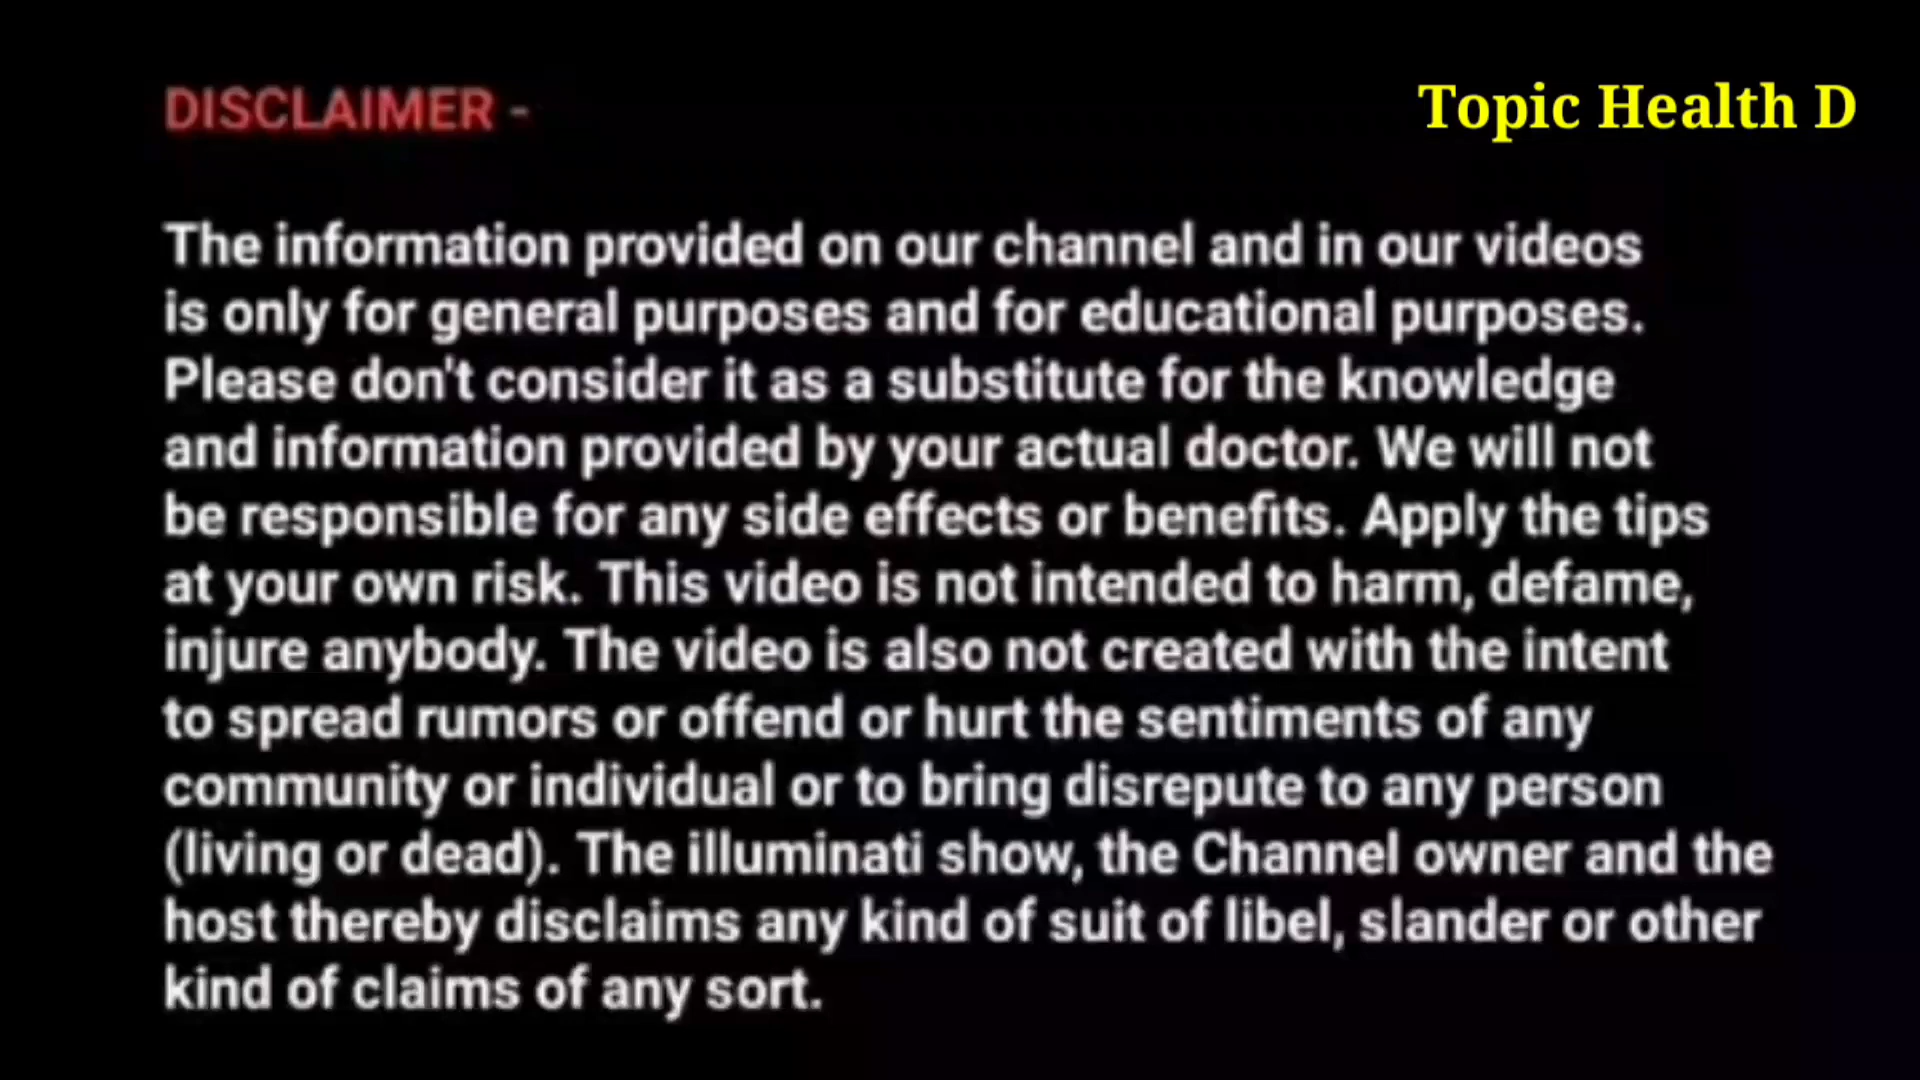 DISCLAIMER -
Topic Health D
The information provided on our channel and in our videos
is only for general purposes and for educational purposes.
Please don't consider it as a substitute for the knowledge
and information provided by your actual doctor. We will not
be responsible for any side effects or benefits. Apply the tips
at your own risk. This video is not intended to harm, defame,
injure anybody. The video is also not created with the intent
to spread rumors or offend or hurt the sentiments of any
community or individual or to bring disrepute to any person
(living or dead). The illuminati show, the Channel owner and the
host thereby disclaims any kind of suit of libel, slander or other
kind of claims of any sort.